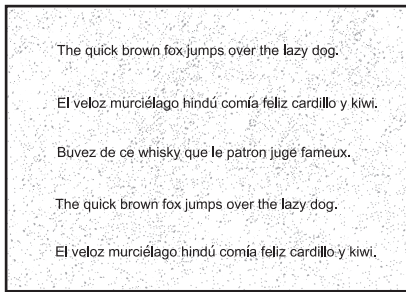 The quick brown fox jumps over the lazy dog.
El veloz murciélago hindú comía feliz cardillo y kiwi.
Buvez de ce whisky que le patron juge fameux.
The quick brown fox jumps over the lazy dog.
El veloz murciélago hindú comía feliz cardillo y kiwi.